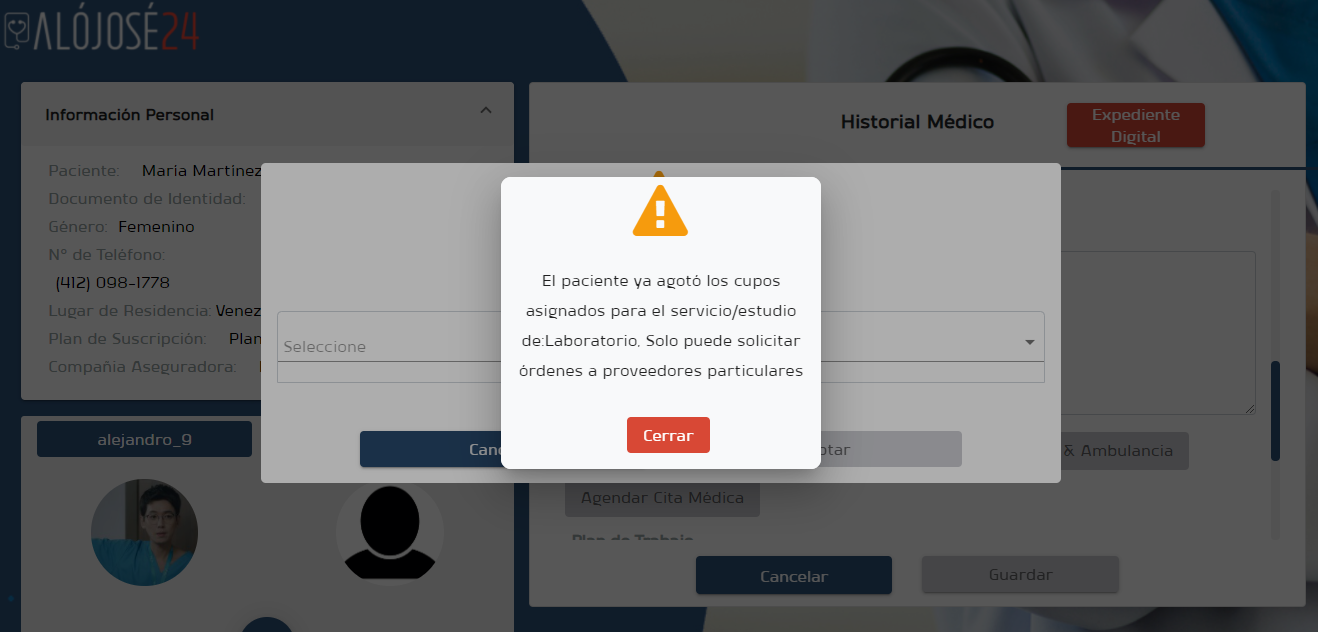 ALÓJOSÉ24
Información Personal
Historial Médico
Expediente
Digital
Paciente: Maria Martinez
Documento de Identidad:
Género: Femenino
N° de Teléfono:
(412) 098-1778
Lugar de Residencia: Venez
Plan de Suscripción: Plan
Compañia Aseguradora:
El paciente ya agotó los cupos
asignados para el servicio/estudio
de:Laboratorio, Solo puede solicitar
órdenes a proveedores particulares
Cerrar
Seleccione
Canc
ptar
& Ambulancia
alejandro_9
Agendar Cita Médica
Plan de Trabajo
Cancelar
Guardar